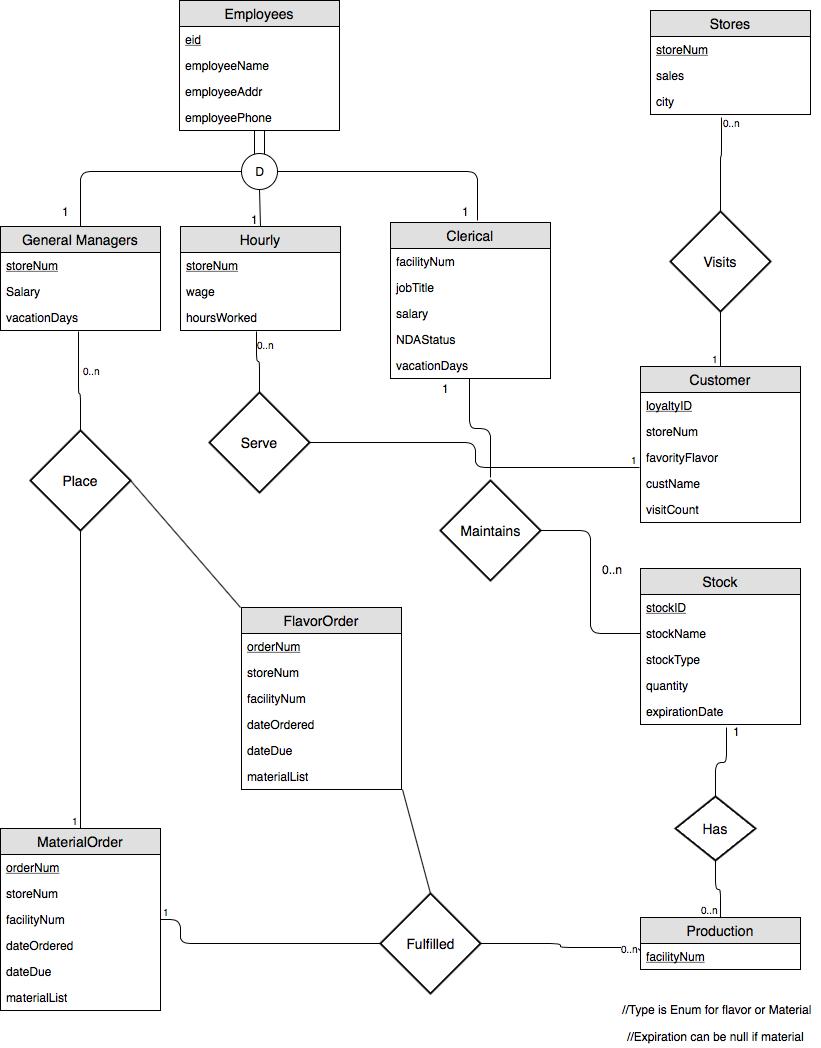 Employees
eid
employeeName
employeeAddr
employeePhone
Stores
storeNum
sales
city
0..n
D
1
1
1
General Managers
storeNum
Salary
vacationDays
Hourly
storeNum
wage
hoursWorked
Clerical
facilityNum
jobTitle
salary
NDAStatus
vacationDays
Visits
0..n
0..n
1
1
Customer
loyaltyID
storeNum
favorityFlavor
custName
visitCount
Serve
1
Place
Maintains
0..n
Stock
stockID
stockName
stockType
quantity
expirationDate
FlavorOrder
orderNum
storeNum
facilityNum
dateOrdered
dateDue
materialList
1
Has
1
MaterialOrder
orderNum
storeNum
facilityNum
dateOrdered
dateDue
materialList
1
Fulfilled
0..n
0..n
Production
facilityNum
//Type is Enum for flavor or Material
//Expiration can be null if material